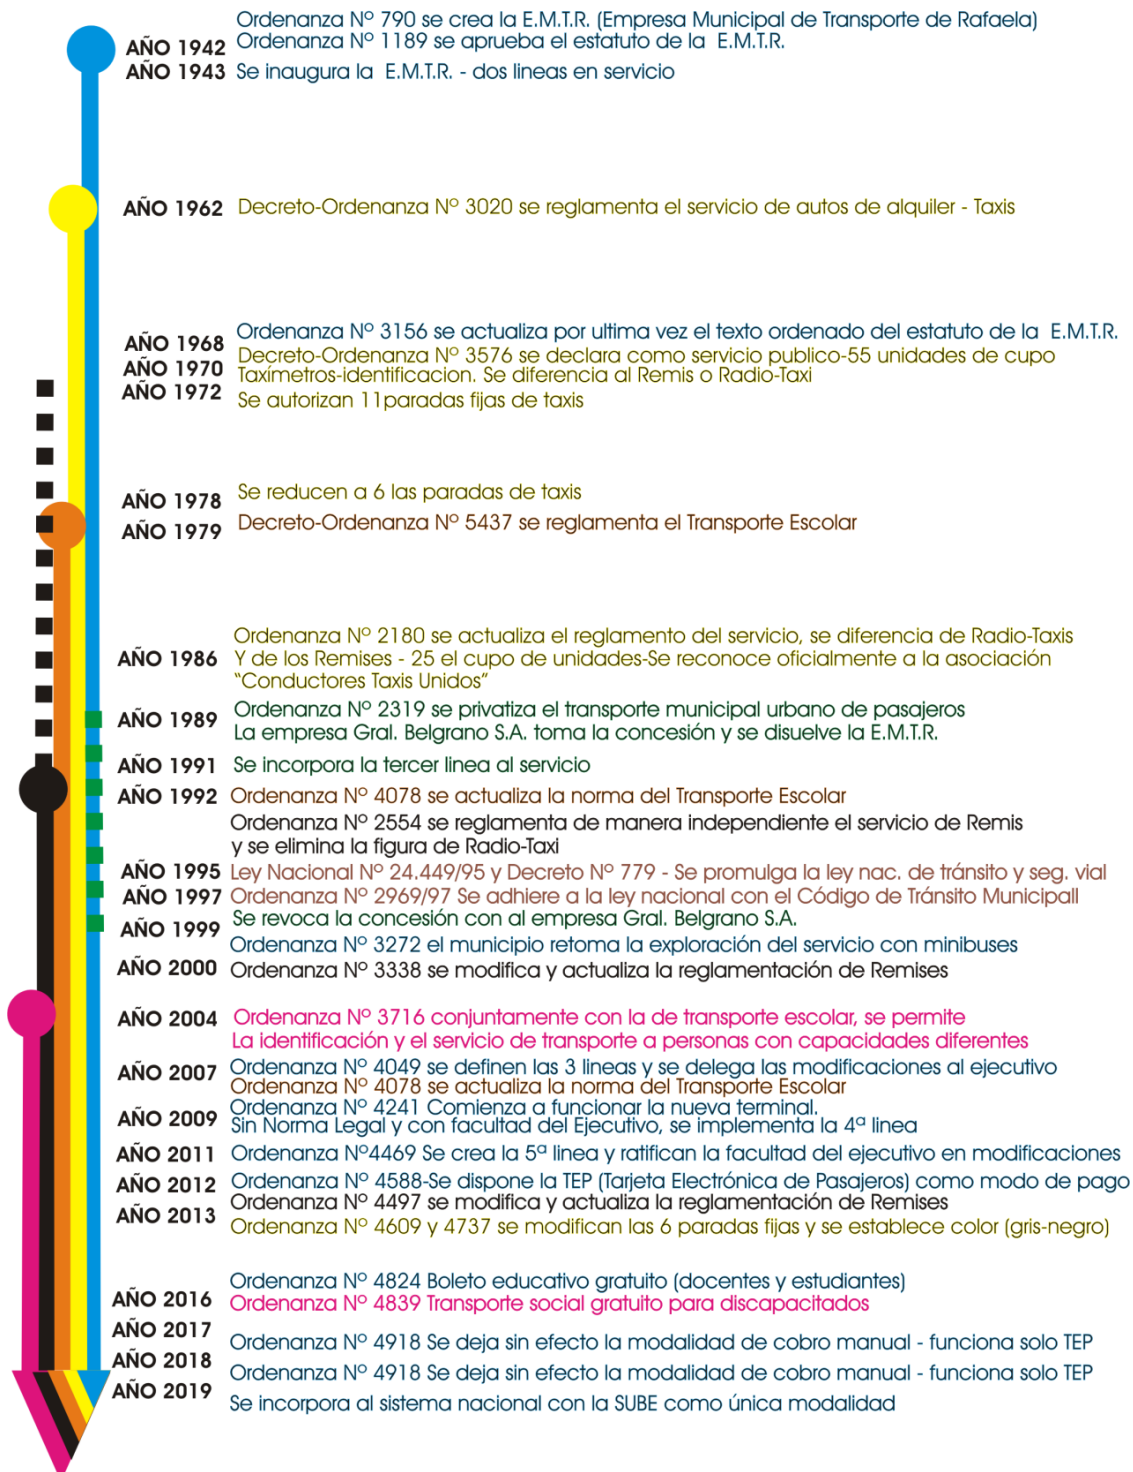 Ordenanza Nº 790 se crea la E.M.T.R. (Empresa Municipal de Transporte de Rafaela)
AÑO 1942 Ordenanza Nº 1189 se aprueba el estatuto de la E.M.T.R.
AÑO 1943 Se inaugura la E.M.T.R. - dos lineas en servicio
AÑO 1962 Decreto-Ordenanza Nº 3020 se reglamenta el servicio de autos de alquiler - Taxis
AÑO 1968 Ordenanza Nº 3156 se actualiza por ultima vez el texto ordenado del estatuto de la E.M.T.R.
AÑO 1970 Decreto-Ordenanza Nº 3576 se declara como servicio publico-55 unidades de cupo
Taxímetros-identificacion. Se diferencia al Remis o Radio-Taxi
AÑO 1972 Se autorizan 11paradas fijas de taxis
AÑO 1978 Se reducen a 6 las paradas de taxis
AÑO 1979 Decreto-Ordenanza Nº 5437 se reglamenta el Transporte Escolar
Ordenanza Nº 2180 se actualiza el reglamento del servicio, se diferencia de Radio-Taxis
AÑO 1986 Y de los Remises - 25 el cupo de unidades-Se reconoce oficialmente a la asociación
"Conductores Taxis Unidos"
AÑO 1989 Ordenanza Nº 2319 se privatiza el transporte municipal urbano de pasajeros
La empresa Gral. Belgrano S.A. toma la concesión y se disuelve la E.M.T.R.
AÑO 1991 Se incorpora la tercer linea al servicio
AÑO 1992 Ordenanza Nº 4078 se actualiza la norma del Transporte Escolar
Ordenanza Nº 2554 se reglamenta de manera independiente el servicio de Remis
y se elimina la figura de Radio-Taxi
AÑO 1995 Ley Nacional Nº 24.449/95 y Decreto Nº 779 - Se promulga la ley nac. de tránsito y seg. vial
AÑO 1997 Ordenanza Nº 2969/97 Se adhiere a la ley nacional con el Código de Tránsito Municipall
AÑO 1999 Se revoca la concesión con al empresa Gral. Belgrano S.A.
Ordenanza Nº 3272 el municipio retoma la exploración del servicio con minibuses
AÑO 2000 Ordenanza Nº 3338 se modifica y actualiza la reglamentación de Remises
AÑO 2004 Ordenanza Nº 3716 conjuntamente con la de transporte escolar, se permite
La identificación y el servicio de transporte a personas con capacidades diferentes
AÑO 2007 Ordenanza Nº 4049 se definen las 3 lineas y se delega las modificaciones al ejecutivo
Ordenanza Nº 4078 se actualiza la norma del Transporte Escolar
AÑO 2009 Ordenanza Nº 4241 Comienza a funcionar la nueva terminal.
Sin Norma Legal y con facultad del Ejecutivo, se implementa la 4ª linea
AÑO 2011 Ordenanza Nº4469 Se crea la 5ª linea y ratifican la facultad del ejecutivo en modificaciones
AÑO 2012 Ordenanza Nº 4588-Se dispone la TEP (Tarjeta Electrónica de Pasajeros) como modo de pago
Ordenanza Nº 4497 se modifica y actualiza la reglamentación de Remises
AÑO 2013 Ordenanza Nº 4609 y 4737 se modifican las 6 paradas fijas y se establece color (gris-negro)
Ordenanza Nº 4824 Boleto educativo gratuito (docentes y estudiantes)
AÑO 2016 Ordenanza Nº 4839 Transporte social gratuito para discapacitados
AÑO 2017 Ordenanza Nº 4918 Se deja sin efecto la modalidad de cobro manual - funciona solo TEP
AÑO 2018 Ordenanza Nº 4918 Se deja sin efecto la modalidad de cobro manual - funciona solo TEP
AÑO 2019 Se incorpora al sistema nacional con la SUBE como única modalidad